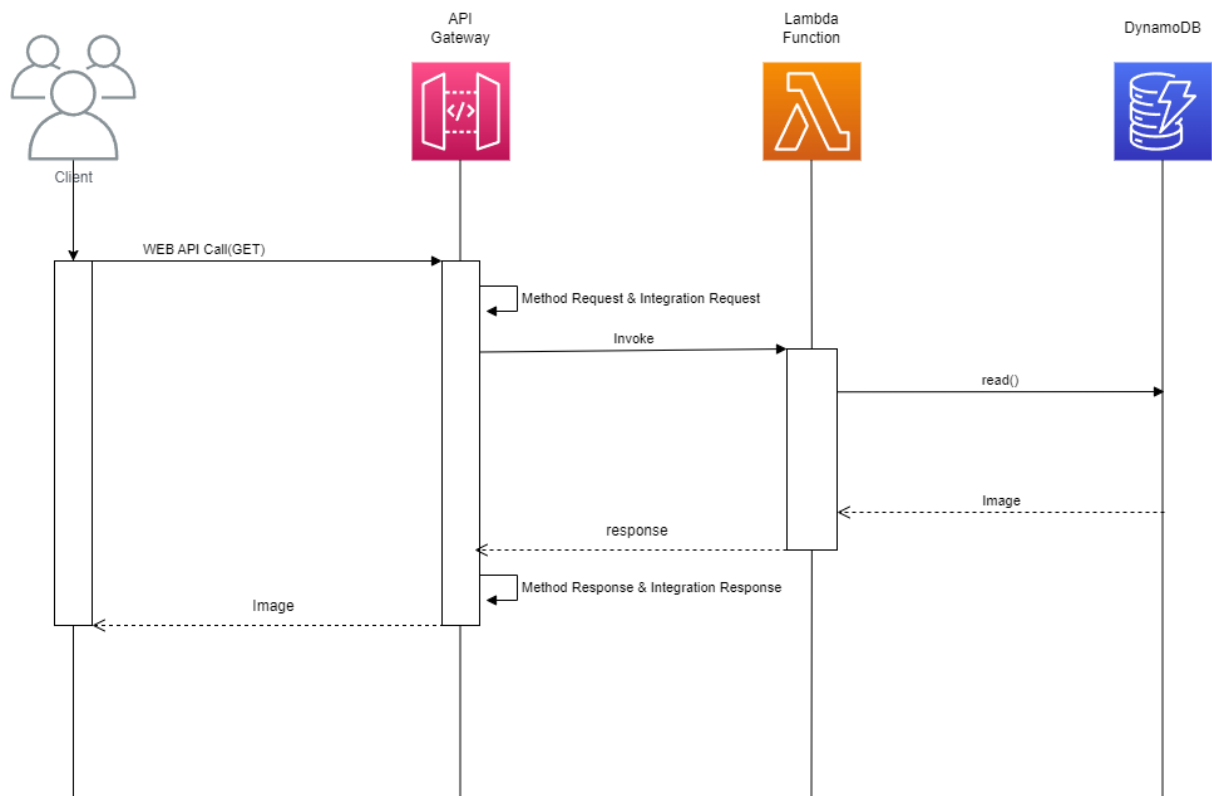 API
Gateway
Lambda
Function
DynamoDB
</>
Client
WEB API Call(GET)
Method Request & Integration Request
Invoke
read()
Image
response
Method Response & Integration Response
Image